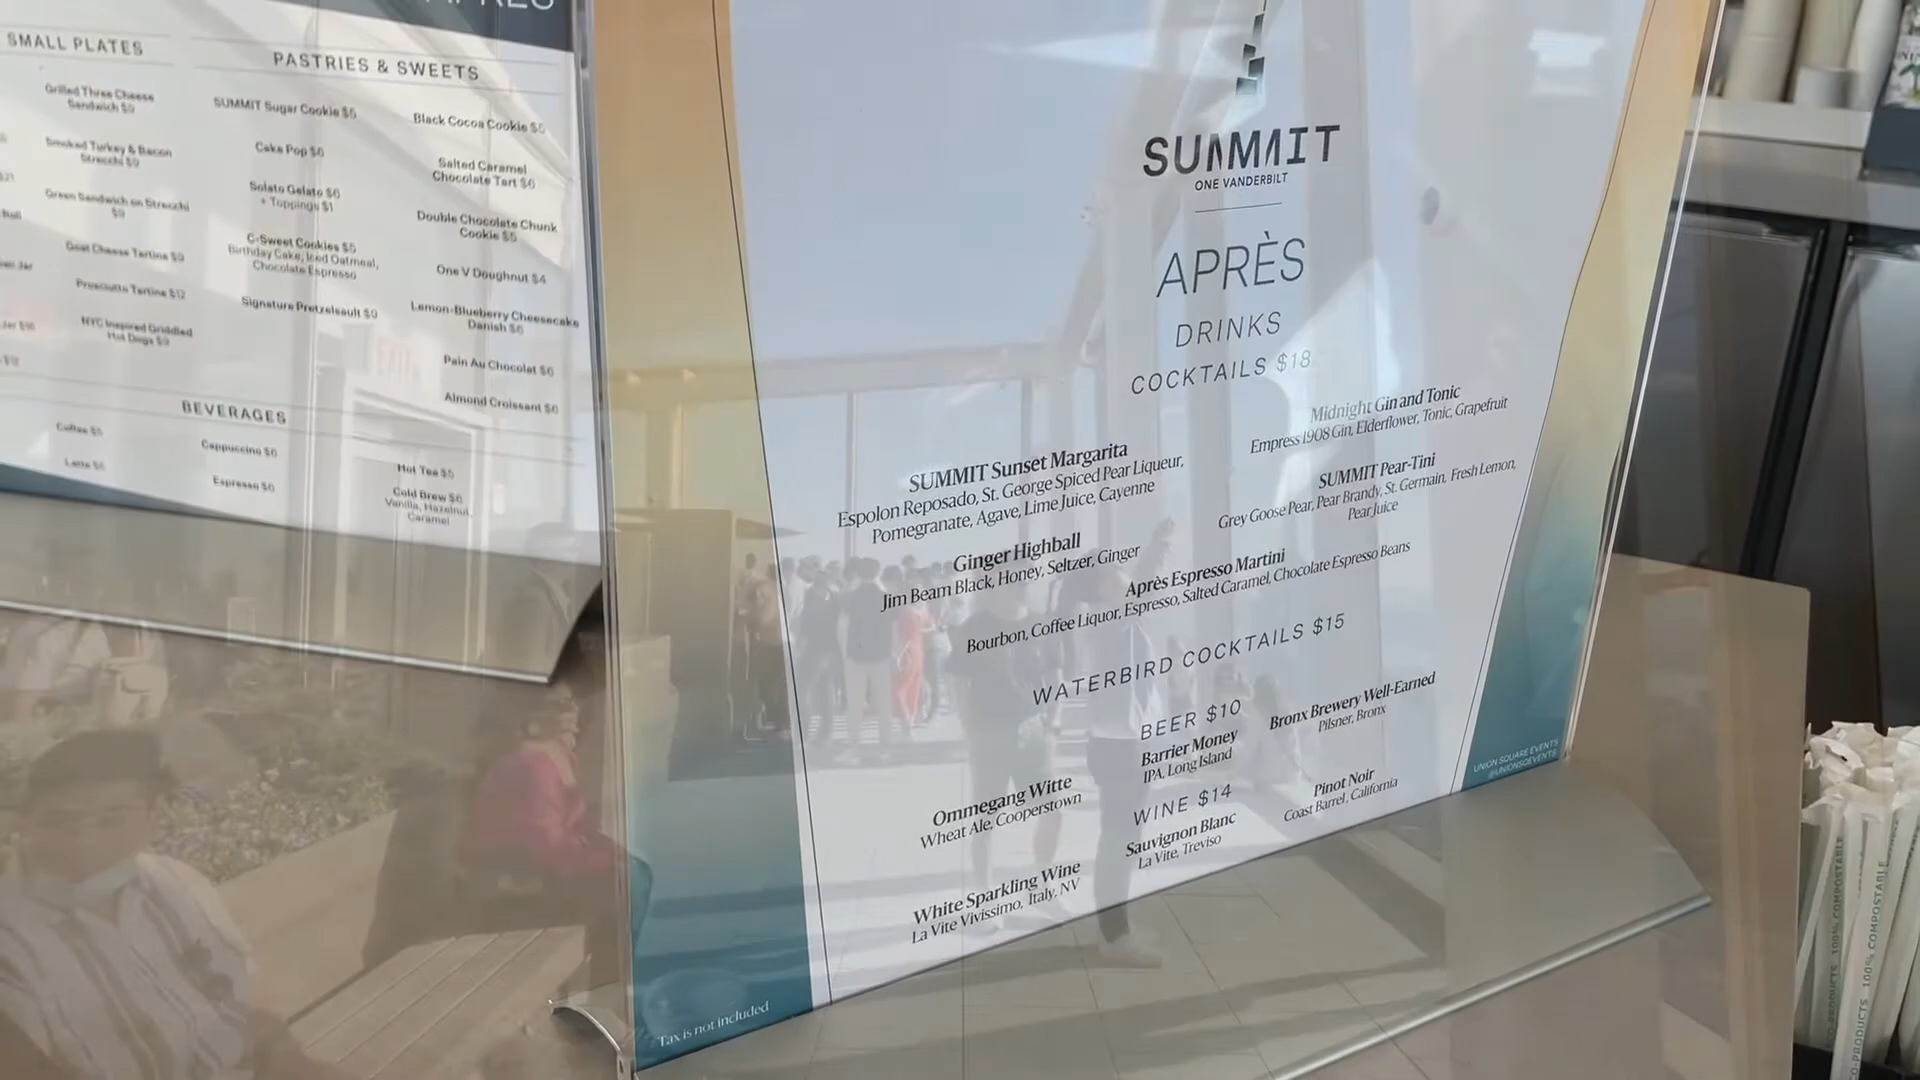 APRÈS
SMALL PLATES
Grilled Three Cheese
Sandwich $9
Smoked Turkey & Bacon
Strecchi $9
Green Sandwich on Strecchi
$9
Goat Cheese Tartine $9
Prosciutto Tartine $12
NYC Inspired Griddled
Hot Dogs $9
PASTRIES & SWEETS
SUMMIT Sugar Cookie $5
Cake Pop $6
Solato Gelato $6
+ Toppings $1
C-Sweet Cookies $5
Birthday Cake, Iced Oatmeal,
Chocolate Espresso
Signature Pretzelsault $9
Black Cocoa Cookie $5
Salted Caramel
Chocolate Tart $6
Double Chocolate Chunk
Cookie $5
One V Doughnut $4
Lemon-Blueberry Cheesecake
Danish $6
Pain Au Chocolat $6
Almond Croissant $6
BEVERAGES
Coffee $5
Latte $6
Cappuccino $6
Espresso $6
Hot Tea $5
Cold Brew $6
Vanilla, Hazelnut,
Caramel
SUMMIT
ONE VANDERBILT
APRÈS
DRINKS
COCKTAILS $18
SUMMIT Sunset Margarita
Espolon Reposado, St. George Spiced Pear Liqueur,
Pomegranate, Agave, Lime Juice, Cayenne
Midnight Gin and Tonic
Empress 1908 Gin, Elderflower, Tonic, Grapefruit
Ginger Highball
Jim Beam Black, Honey, Seltzer, Ginger
SUMMIT Pear-Tini
Grey Goose Pear, Pear Brandy, St. Germain, Fresh Lemon,
Pear Juice
Après Espresso Martini
Bourbon, Coffee Liquor, Espresso, Salted Caramel, Chocolate Espresso Beans
WATERBIRD COCKTAILS $15
BEER $10
Ommegang Witte
Wheat Ale, Cooperstown
Barrier Money
IPA, Long Island
Bronx Brewery Well-Earned
Pilsner, Bronx
WINE $14
White Sparkling Wine
La Vite Vivissimo, Italy, NV
Sauvignon Blanc
La Vite, Treviso
Pinot Noir
Coast Barrel, California
UNION SQUARE EVENTS
@UNIONSQEVENTS
Tax is not included
ECO-PRODUCTS 100% COMPOSTABLE
ECO-PRODUCTS 100% COMPOSTABLE